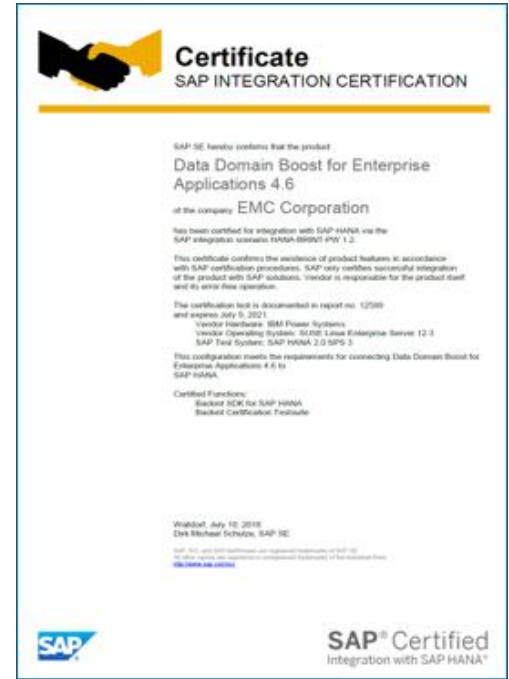 Certificate
SAP INTEGRATION CERTIFICATION
SAP SE hereby confirms that the product
Data Domain Boost for Enterprise
Applications 4.6
of the company EMC Corporation
has been certified for integration with SAP HANA via the
SAP integration scenario HANA-BRINT-PW 1.2.
This certificate confirms the existence of product features in accordance
with SAP certification procedures. SAP only certifies successful integration
of the product with SAP solutions. Vendor is responsible for the product itself
and its error-free operation.
The certification test is documented in report no.
and expires July 9, 2021
Vendor Hardware: IBM Power Systems
Vendor Operating System: SUSE Linux Enterprise Server 12.3
SAP Test System: SAP HANA 2.0 SPS 3
This configuration meets the requirements for connecting Data Domain Boost for
Enterprise Applications 4.6 to
SAP HANA.
Certified Functions:
Backint SDK for SAP HANA
Backint Certification Testsuite
Walldorf, July 10, 2018
Dirk Michael Schulze, SAP SE
SAP
SAP® Certified
Integration with SAP HANA®